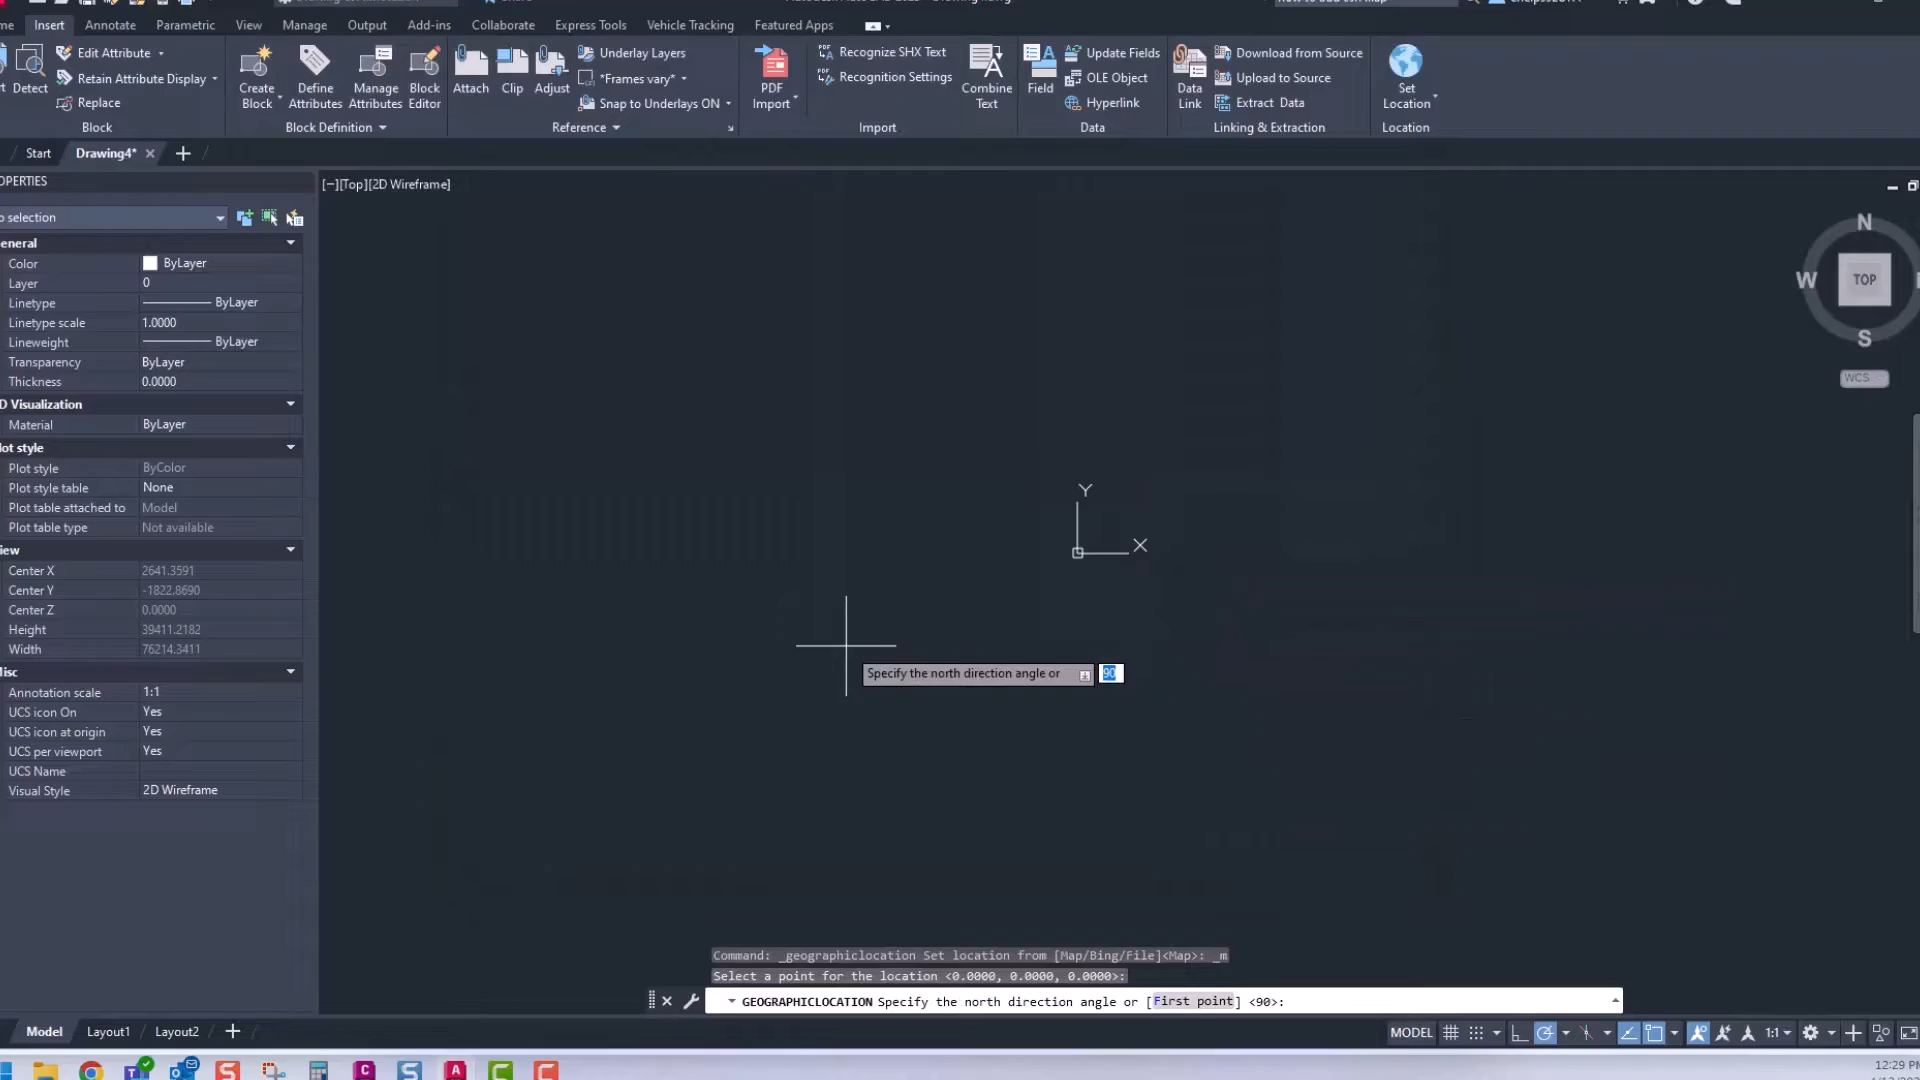 Insert Annotate Parametric View Manage Output Add-ins Collaborate Express Tools Vehicle Tracking Featured Apps
Detect
Edit Attribute
Retain Attribute Display
Replace
Block
Create Block
Define Attributes
Manage Attributes
Block Editor
Block Definition
Attach
Clip
Adjust
Underlay Layers
*Frames vary*
Snap to Underlays ON
Reference
PDF Import
Recognize SHX Text
Recognition Settings
Combine Text
Import
Field
Update Fields
OLE Object
Hyperlink
Data
Data Link
Download from Source
Upload to Source
Extract Data
Linking & Extraction
Set Location
Location
Start
Drawing4*
OPERTIES
[−][Top][2D Wireframe]
o selection
eneral
Color ByLayer
Layer 0
Linetype ByLayer
Linetype scale 1.0000
Lineweight ByLayer
Transparency ByLayer
Thickness 0.0000
D Visualization
Material ByLayer
lot style
Plot style ByColor
Plot style table None
Plot table attached to Model
Plot table type Not available
iew
Center X 2641.3591
Center Y -1822.8690
Center Z 0.0000
Height 39411.2182
Width 76214.3411
isc
Annotation scale 1:1
UCS icon On Yes
UCS icon at origin Yes
UCS per viewport Yes
UCS Name
Visual Style 2D Wireframe
N
W
TOP
S
WCS
Y
X
Specify the north direction angle or 90
Command: _geographiclocation Set location from [Map/Bing/File]<Map>: _m
Select a point for the location <0.0000, 0.0000, 0.0000>:
GEOGRAPHICLOCATION Specify the north direction angle or [First point] <90>:
Model Layout1 Layout2
MODEL
1:1
12:29 PM